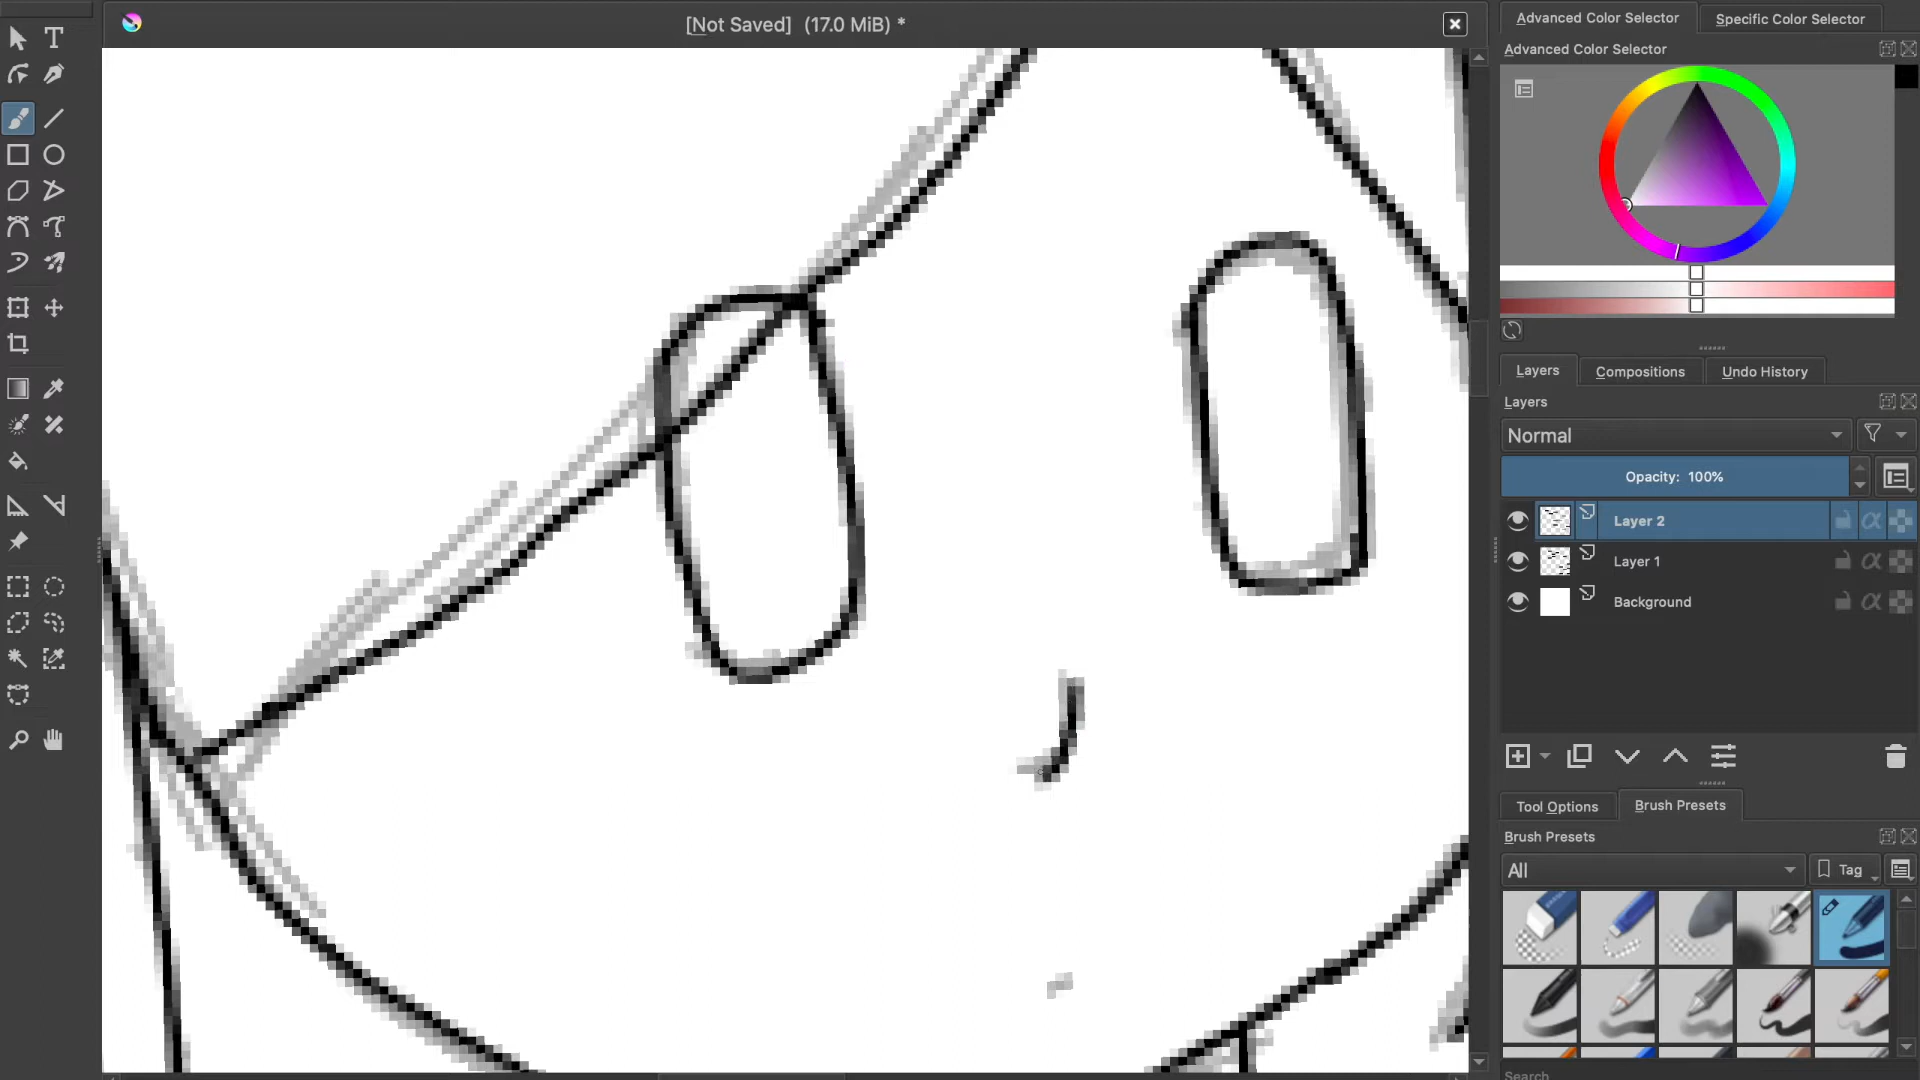 [Not Saved] (17.0 MiB) *
Advanced Color Selector
Specific Color Selector
Advanced Color Selector
Layers
Compositions
Undo History
Layers
Normal
Opacity: 100%
Layer 2
Layer 1
Background
Tool Options
Brush Presets
Brush Presets
All
Tag
Search